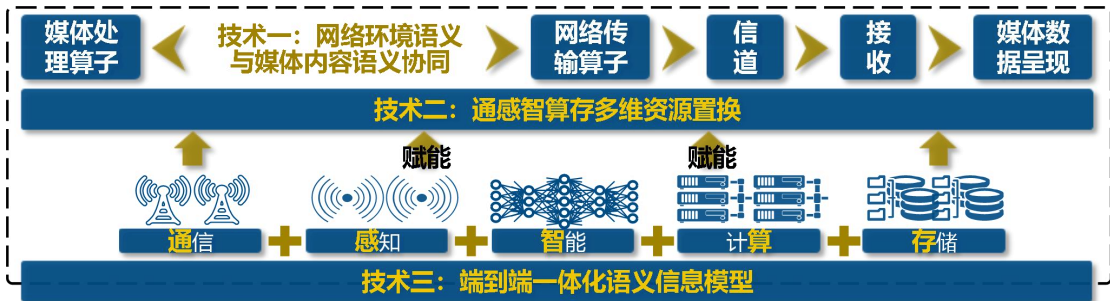 媒体处
理算子
技术一：网络环境语义
与媒体内容语义协同
网络传
输算子
信
道
接
收
媒体数
据呈现
技术二：通感智算存多维资源置换
赋能
赋能
通信
感知
智能
计算
存储
技术三：端到端一体化语义信息模型